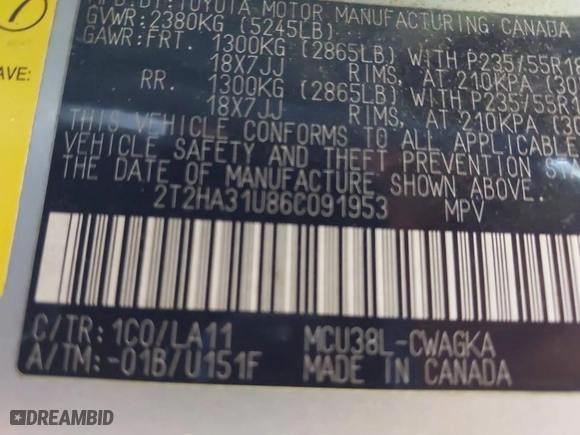 MFD. BY: TOYOTA MOTOR MANUFACTURING CANADA
GVWR: 2380KG (5245LB)
GAWR: FRT. 1300KG (2865LB) WITH P235/55R18
18X7JJ RIMS, AT 210KPA (30
RR. 1300KG (2865LB) WITH P235/55R1
18X7JJ RIMS, AT 210KPA (30
THIS VEHICLE CONFORMS TO ALL APPLICABLE
VEHICLE SAFETY AND THEFT PREVENTION STA
THE DATE OF MANUFACTURE SHOWN ABOVE.
2T2HA31U86C091953 MPV
C/TR: 1C0/LA11 MCU38L-CWAGKA
A/TM: -01B/U151F MADE IN CANADA
AVE:
DREAMBID